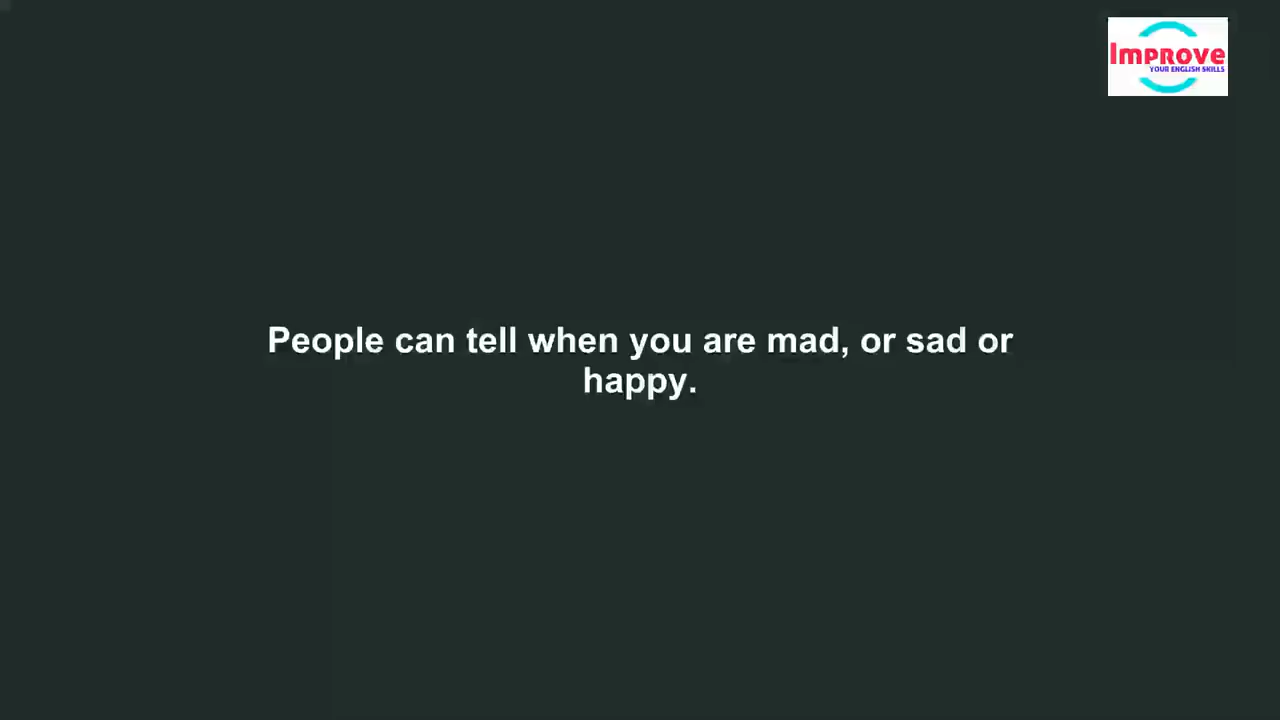 Improve
YOUR ENGLISH SKILLS
People can tell when you are mad, or sad or
happy.